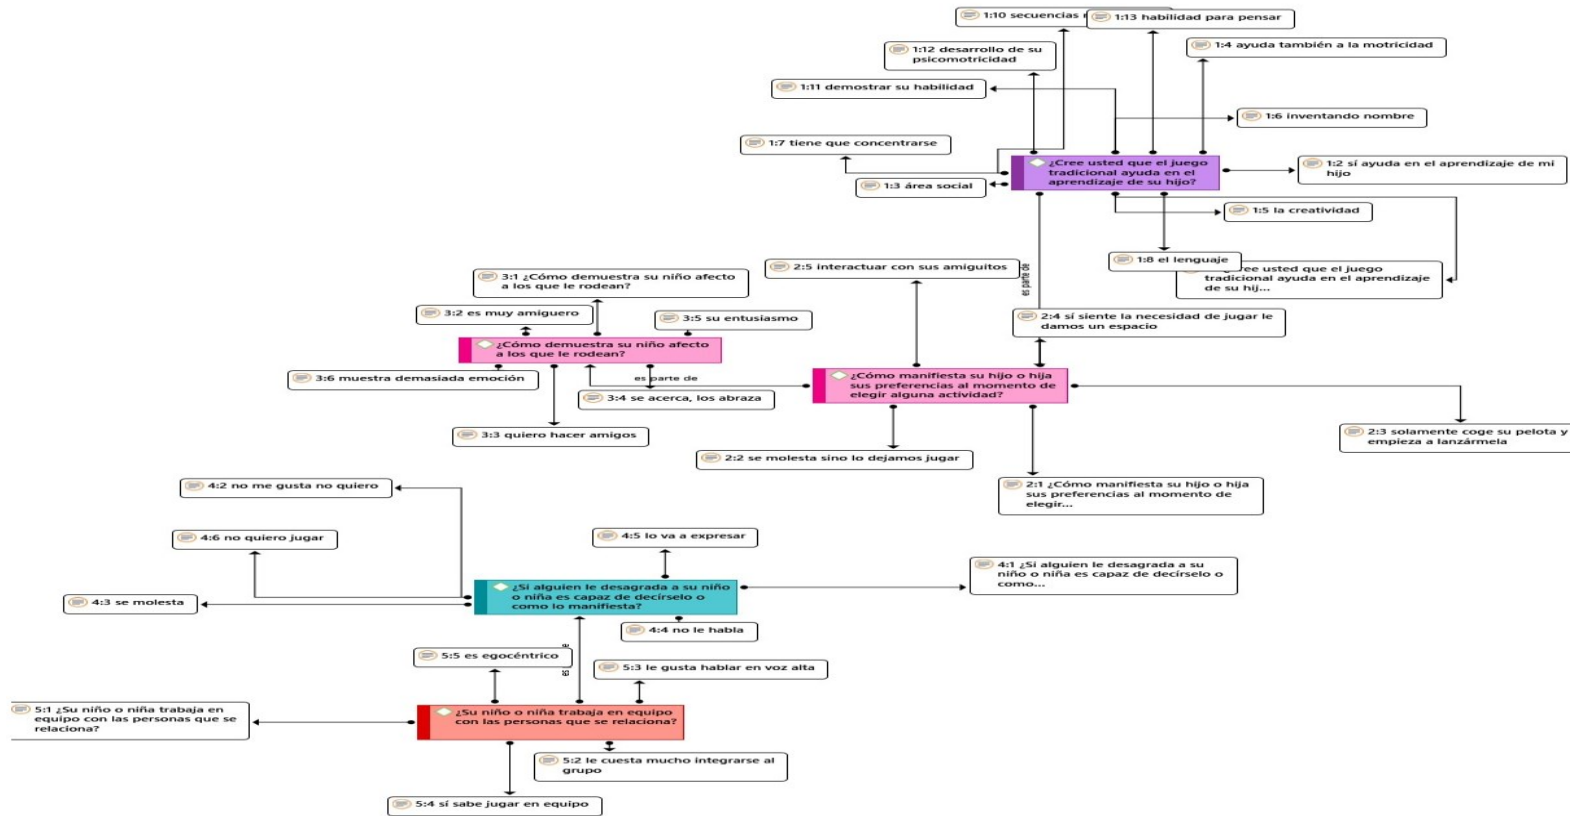 1:10 secuencias
1:13 habilidad para pensar
1:4 ayuda también a la motricidad
1:12 desarrollo de su
psicomotricidad
1:11 demostrar su habilidad
1:6 inventando nombre
1:7 tiene que concentrarse
¿Cree usted que el juego
tradicional ayuda en el
aprendizaje de su hijo?
1:2 sí ayuda en el aprendizaje de mi
hijo
1:3 área social
1:5 la creatividad
1:8 el lenguaje
cree usted que el juego
tradicional ayuda en el aprendizaje
de su hij...
2:5 interactuar con sus amiguitos
es parte de
3:1 ¿Cómo demuestra su niño afecto
a los que le rodean?
3:2 es muy amiguero
3:5 su entusiasmo
2:4 sí siente la necesidad de jugar le
damos un espacio
¿Cómo demuestra su niño afecto
a los que le rodean?
3:6 muestra demasiada emoción
es parte de
3:4 se acerca, los abraza
¿Cómo manifiesta su hijo o hija
sus preferencias al momento de
elegir alguna actividad?
3:3 quiero hacer amigos
2:3 solamente coge su pelota y
empieza a lanzármela
2:2 se molesta sino lo dejamos jugar
2:1 ¿Cómo manifiesta su hijo o hija
sus preferencias al momento de
elegir...
4:2 no me gusta no quiero
4:6 no quiero jugar
4:5 lo va a expresar
4:1 ¿Si alguien le desagrada a su
niño o niña es capaz de decírselo o
como...
¿Si alguien le desagrada a su niño
o niña es capaz de decírselo o
como lo manifiesta?
4:3 se molesta
4:4 no le habla
es
5:5 es egocéntrico
5:3 le gusta hablar en voz alta
5:1 ¿Su niño o niña trabaja en
equipo con las personas que se
relaciona?
¿Su niño o niña trabaja en equipo
con las personas que se relaciona?
5:2 le cuesta mucho integrarse al
grupo
5:4 sí sabe jugar en equipo